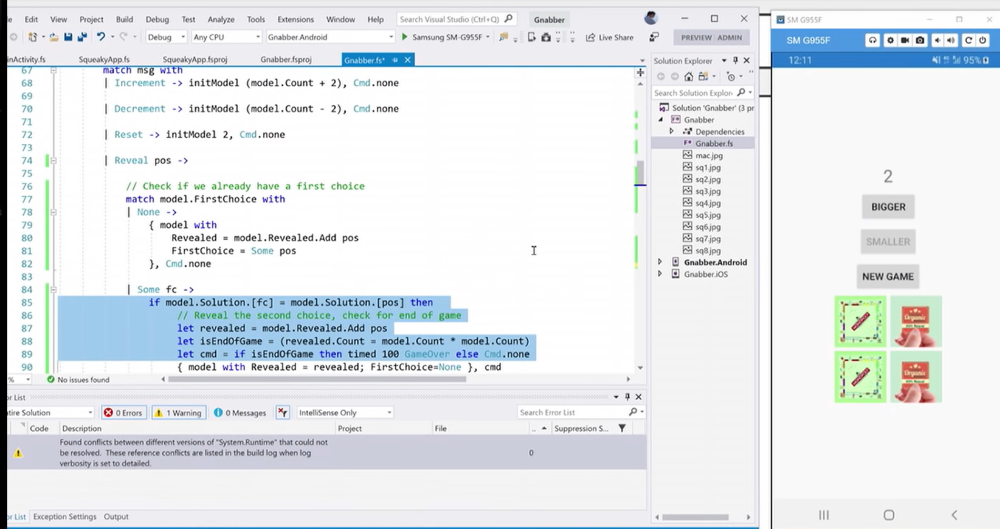 Edit View Project Build Debug Test Analyze Tools Extensions Window Help Search Visual Studio (Ctrl+Q) Gnabber
Debug Any CPU Gnabber.Android Samsung SM-G955F Live Share PREVIEW ADMIN
inActivity.fs SqueakyApp.fs SqueakyApp.fsproj Gnabber.fsproj Gnabber.fs*
67 match msg with
68 | Increment -> initModel (model.Count + 2), Cmd.none
69
70 | Decrement -> initModel (model.Count - 2), Cmd.none
71
72 | Reset -> initModel 2, Cmd.none
73
74 | Reveal pos ->
75
76 // Check if we already have a first choice
77 match model.FirstChoice with
78 | None ->
79 { model with
80 Revealed = model.Revealed.Add pos
81 FirstChoice = Some pos
82 }, Cmd.none
83
84 | Some fc ->
85 if model.Solution.[fc] = model.Solution.[pos] then
86 // Reveal the second choice, check for end of game
87 let revealed = model.Revealed.Add pos
88 let isEndOfGame = (revealed.Count = model.Count * model.Count)
89 let cmd = if isEndOfGame then timed 100 GameOver else Cmd.none
90 { model with Revealed = revealed; FirstChoice=None }, cmd
% No issues found
or List
tire Solution 0 Errors 1 Warning 0 Messages IntelliSense Only Search Error List
Code Description Project File .. Suppression S...
Found conflicts between different versions of "System.Runtime" that could not
be resolved. These reference conflicts are listed in the build log when log
verbosity is set to detailed.
0
or List Exception Settings Output
Solution Explorer
Search Solution Explor
Solution 'Gnabber' (3 pr
Gnabber
Dependencies
F# Gnabber.fs
mac.jpg
sq1.jpg
sq2.jpg
sq3.jpg
sq4.jpg
sq5.jpg
sq6.jpg
sq7.jpg
sq8.jpg
Gnabber.Android
Gnabber.iOS
SM G955F
SM G955F
12:11 95%
2
BIGGER
SMALLER
NEW GAME
MONOPOLY
Organic
MONOPOLY
Organic